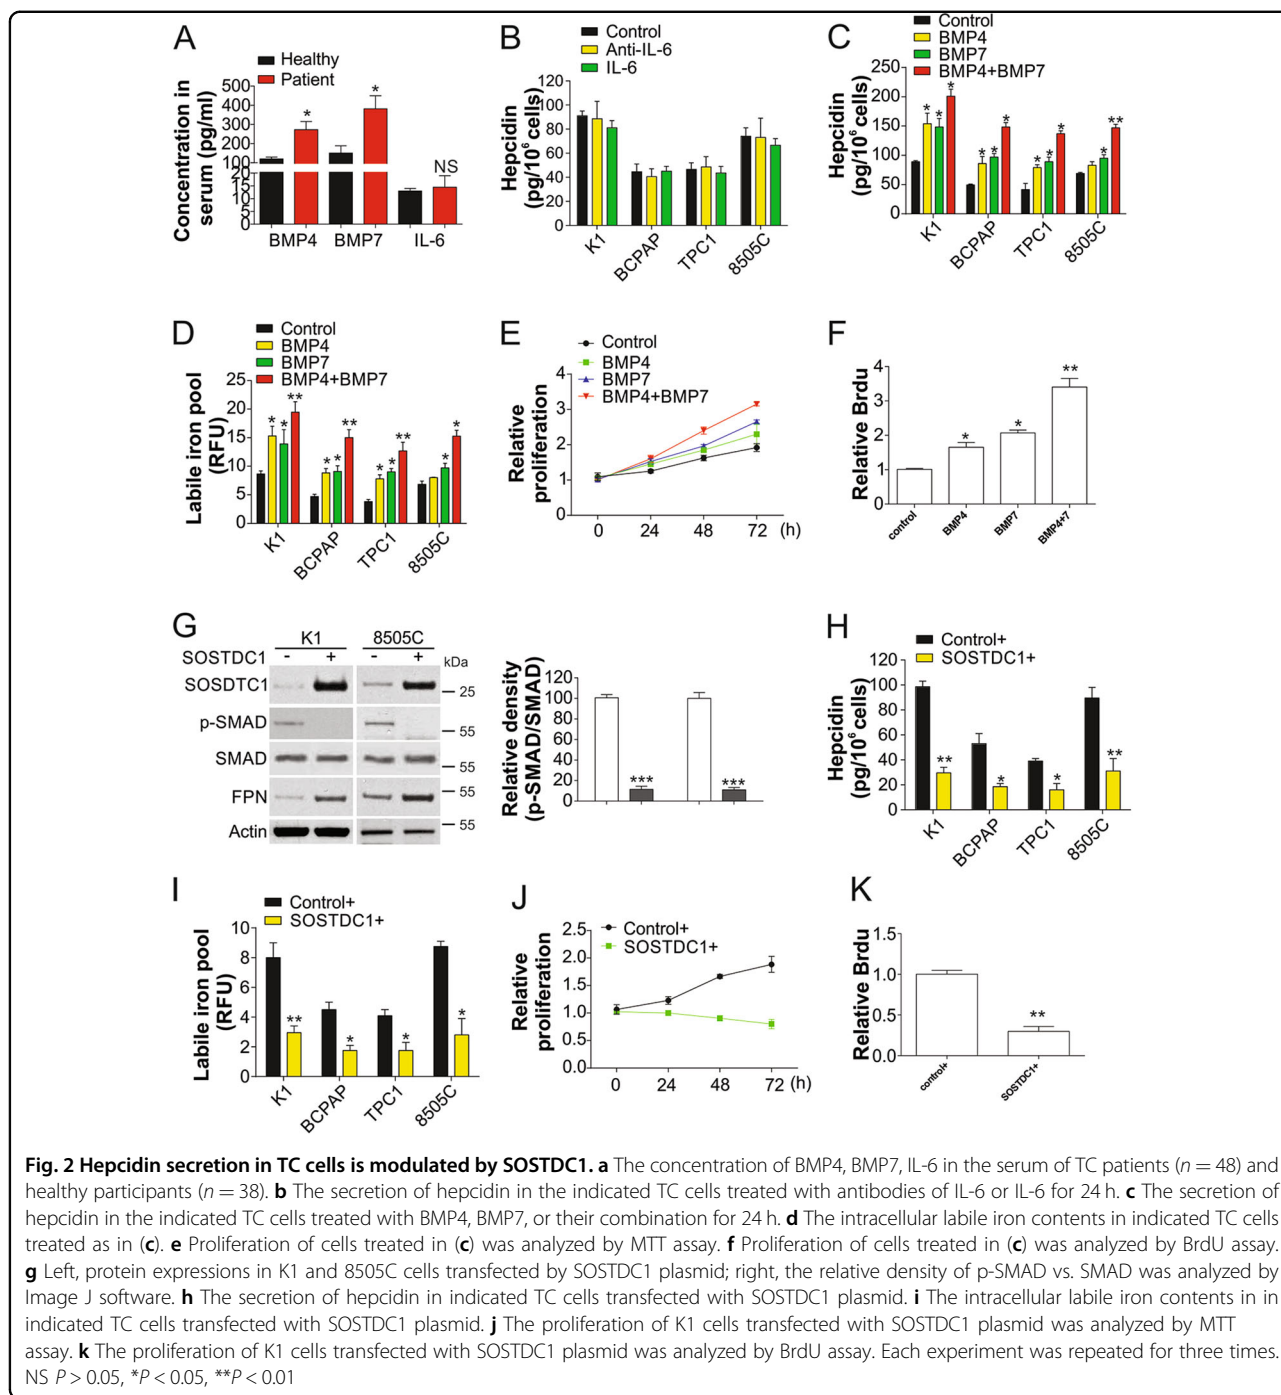 A
Healthy
Patient
Concentration in
serum (pg/ml)
500
400
300
200
100
20
15
10
5
0
*
*
NS
BMP4 BMP7 IL-6
B
Control
Anti-IL-6
IL-6
Hepcidin
(pg/10⁶ cells)
120
100
80
60
40
20
0
K1 BCPAP TPC1 8505C
C
Control
BMP4
BMP7
BMP4+BMP7
Hepcidin
(pg/10⁶ cells)
250
200
150
100
50
0
* * *
* * *
* * *
* **
K1 BCPAP TPC1 8505C
D
Control
BMP4
BMP7
BMP4+BMP7
Labile iron pool
(RFU)
25
20
15
10
5
0
* * **
* * **
* * **
* *
K1 BCPAP TPC1 8505C
E
Control
BMP4
BMP7
BMP4+BMP7
Relative
proliferation
4
3
2
1
0
0 24 48 72 (h)
F
Relative Brdu
4
3
2
1
0
* * **
control BMP4 BMP7 BMP4+7
G
K1 8505C
SOSTDC1 - + - + kDa
SOSDTC1 25
p-SMAD 55
SMAD 55
FPN 55
Actin 55
Relative density
(p-SMAD/SMAD)
120
100
80
60
40
20
0
*** ***
H
Control+
SOSTDC1+
Hepcidin
(pg/10⁶ cells)
120
100
80
60
40
20
0
** * * **
K1 BCPAP TPC1 8505C
I
Control+
SOSTDC1+
Labile iron pool
(RFU)
10
8
6
4
2
0
** * * *
K1 BCPAP TPC1 8505C
J
Control+
SOSTDC1+
Relative
proliferation
2.5
2.0
1.5
1.0
0.5
0.0
0 24 48 72 (h)
K
Relative Brdu
1.5
1.0
0.5
0.0
**
control+ SOSTDC1+
Fig. 2 Hepcidin secretion in TC cells is modulated by SOSTDC1. a The concentration of BMP4, BMP7, IL-6 in the serum of TC patients (n = 48) and
healthy participants (n = 38). b The secretion of hepcidin in the indicated TC cells treated with antibodies of IL-6 or IL-6 for 24 h. c The secretion of
hepcidin in the indicated TC cells treated with BMP4, BMP7, or their combination for 24 h. d The intracellular labile iron contents in indicated TC cells
treated as in (c). e Proliferation of cells treated in (c) was analyzed by MTT assay. f Proliferation of cells treated in (c) was analyzed by BrdU assay.
g Left, protein expressions in K1 and 8505C cells transfected by SOSTDC1 plasmid; right, the relative density of p-SMAD vs. SMAD was analyzed by
Image J software. h The secretion of hepcidin in indicated TC cells transfected with SOSTDC1 plasmid. i The intracellular labile iron contents in in
indicated TC cells transfected with SOSTDC1 plasmid. j The proliferation of K1 cells transfected with SOSTDC1 plasmid was analyzed by MTT
assay. k The proliferation of K1 cells transfected with SOSTDC1 plasmid was analyzed by BrdU assay. Each experiment was repeated for three times.
NS P > 0.05, *P < 0.05, **P < 0.01